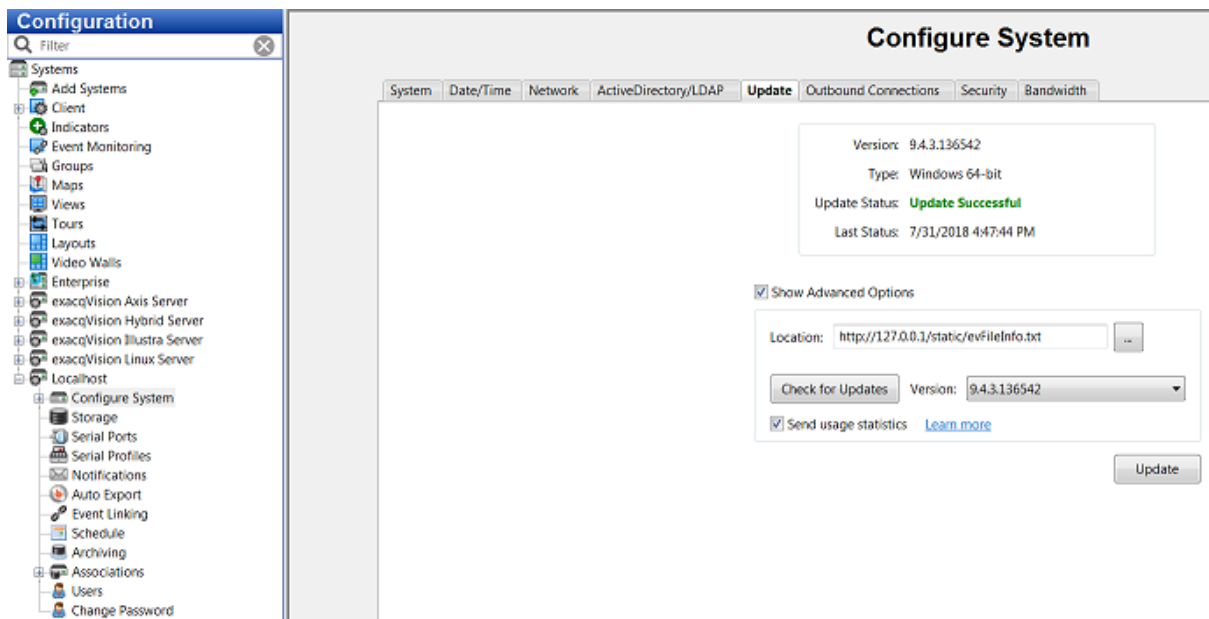 Configuration
Filter
Systems
Add Systems
Client
Indicators
Event Monitoring
Groups
Maps
Views
Tours
Layouts
Video Walls
Enterprise
exacqVision Axis Server
exacqVision Hybrid Server
exacqVision Illustra Server
exacqVision Linux Server
Localhost
Configure System
Storage
Serial Ports
Serial Profiles
Notifications
Auto Export
Event Linking
Schedule
Archiving
Associations
Users
Change Password
Configure System
System Date/Time Network ActiveDirectory/LDAP Update Outbound Connections Security Bandwidth
Version: 9.4.3.136542
Type: Windows 64-bit
Update Status: Update Successful
Last Status: 7/31/2018 4:47:44 PM
Show Advanced Options
Location: http://127.0.0.1/static/evFileInfo.txt ...
Check for Updates Version: 9.4.3.136542
Send usage statistics Learn more
Update